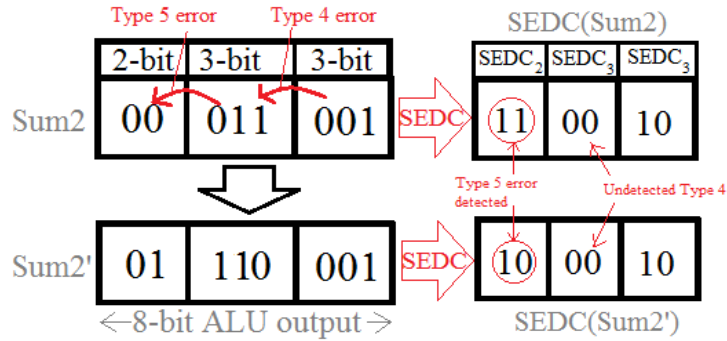 Type 5 error Type 4 error SEDC(Sum2)
2-bit 3-bit 3-bit SEDC2 SEDC3 SEDC3
Sum2 00 011 001 SEDC 11 00 10
Type 5 error
detected
Undetected Type 4
Sum2' 01 110 001 SEDC 10 00 10
8-bit ALU output SEDC(Sum2')